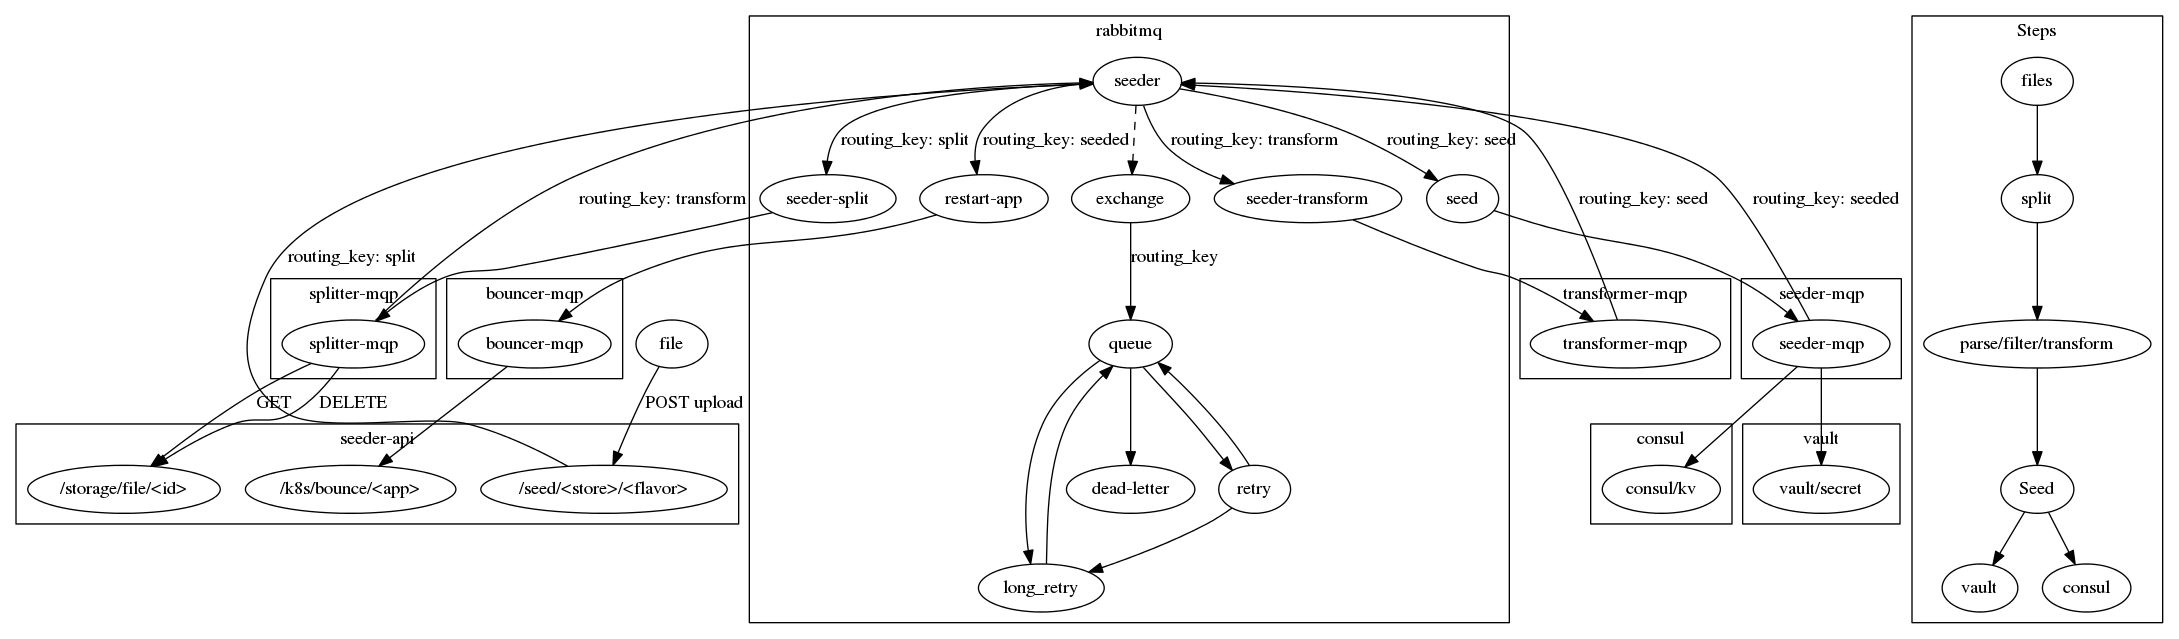 rabbitmq
Steps
seeder
files
routing_key: split
routing_key: seeded
routing_key: transform
routing_key: seed
routing_key: transform
seeder-split
restart-app
exchange
seeder-transform
seed
routing_key: seed
routing_key: seeded
split
routing_key: split
routing_key
splitter-mqp
bouncer-mqp
transformer-mqp
seeder-mqp
splitter-mqp
bouncer-mqp
file
queue
transformer-mqp
seeder-mqp
parse/filter/transform
GET
DELETE
POST upload
seeder-api
consul
vault
/storage/file/<id>
/k8s/bounce/<app>
/seed/<store>/<flavor>
dead-letter
retry
consul/kv
vault/secret
Seed
long_retry
vault
consul